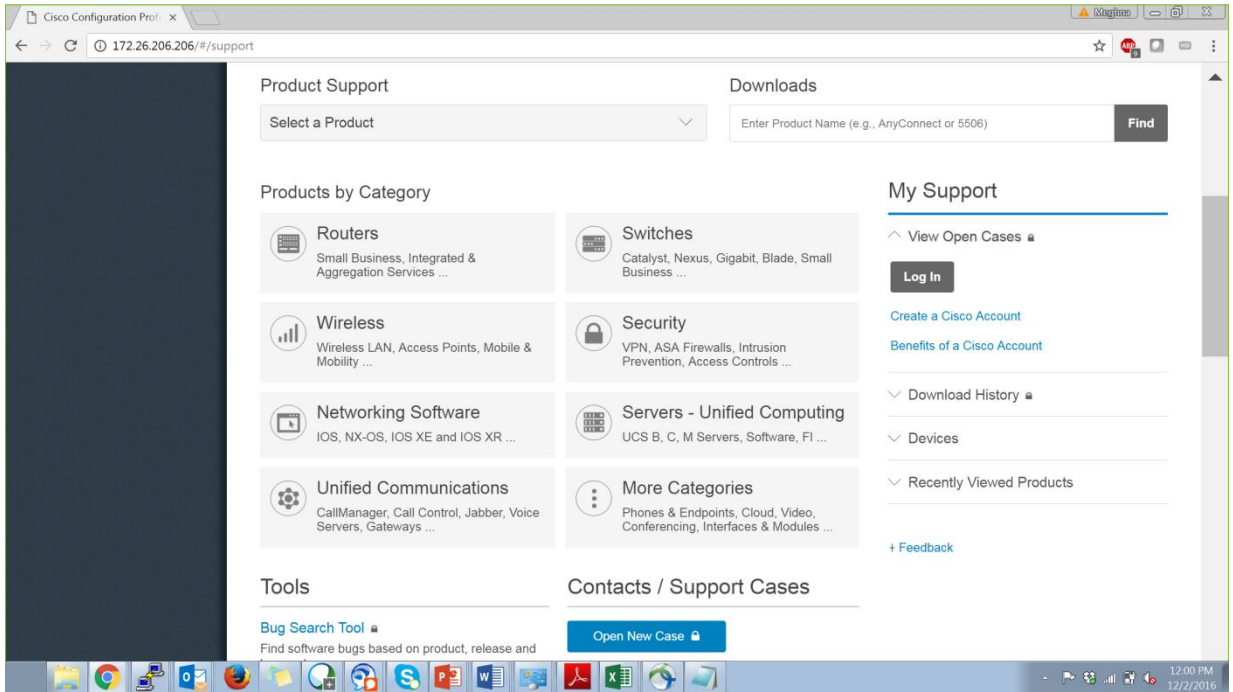 Cisco Configuration Prof
Meghna
172.26.206.206/#/support
ABP
9
Product Support
Select a Product
Downloads
Enter Product Name (e.g., AnyConnect or 5506)
Find
Products by Category
Routers
Small Business, Integrated &
Aggregation Services ...
Switches
Catalyst, Nexus, Gigabit, Blade, Small
Business ...
Wireless
Wireless LAN, Access Points, Mobile &
Mobility ...
Security
VPN, ASA Firewalls, Intrusion
Prevention, Access Controls ...
Networking Software
IOS, NX-OS, IOS XE and IOS XR ...
Servers - Unified Computing
UCS B, C, M Servers, Software, FI ...
Unified Communications
CallManager, Call Control, Jabber, Voice
Servers, Gateways ...
More Categories
Phones & Endpoints, Cloud, Video,
Conferencing, Interfaces & Modules ...
My Support
View Open Cases
Log In
Create a Cisco Account
Benefits of a Cisco Account
Download History
Devices
Recently Viewed Products
+ Feedback
Tools
Bug Search Tool
Find software bugs based on product, release and
Contacts / Support Cases
Open New Case
12:00 PM
12/2/2016